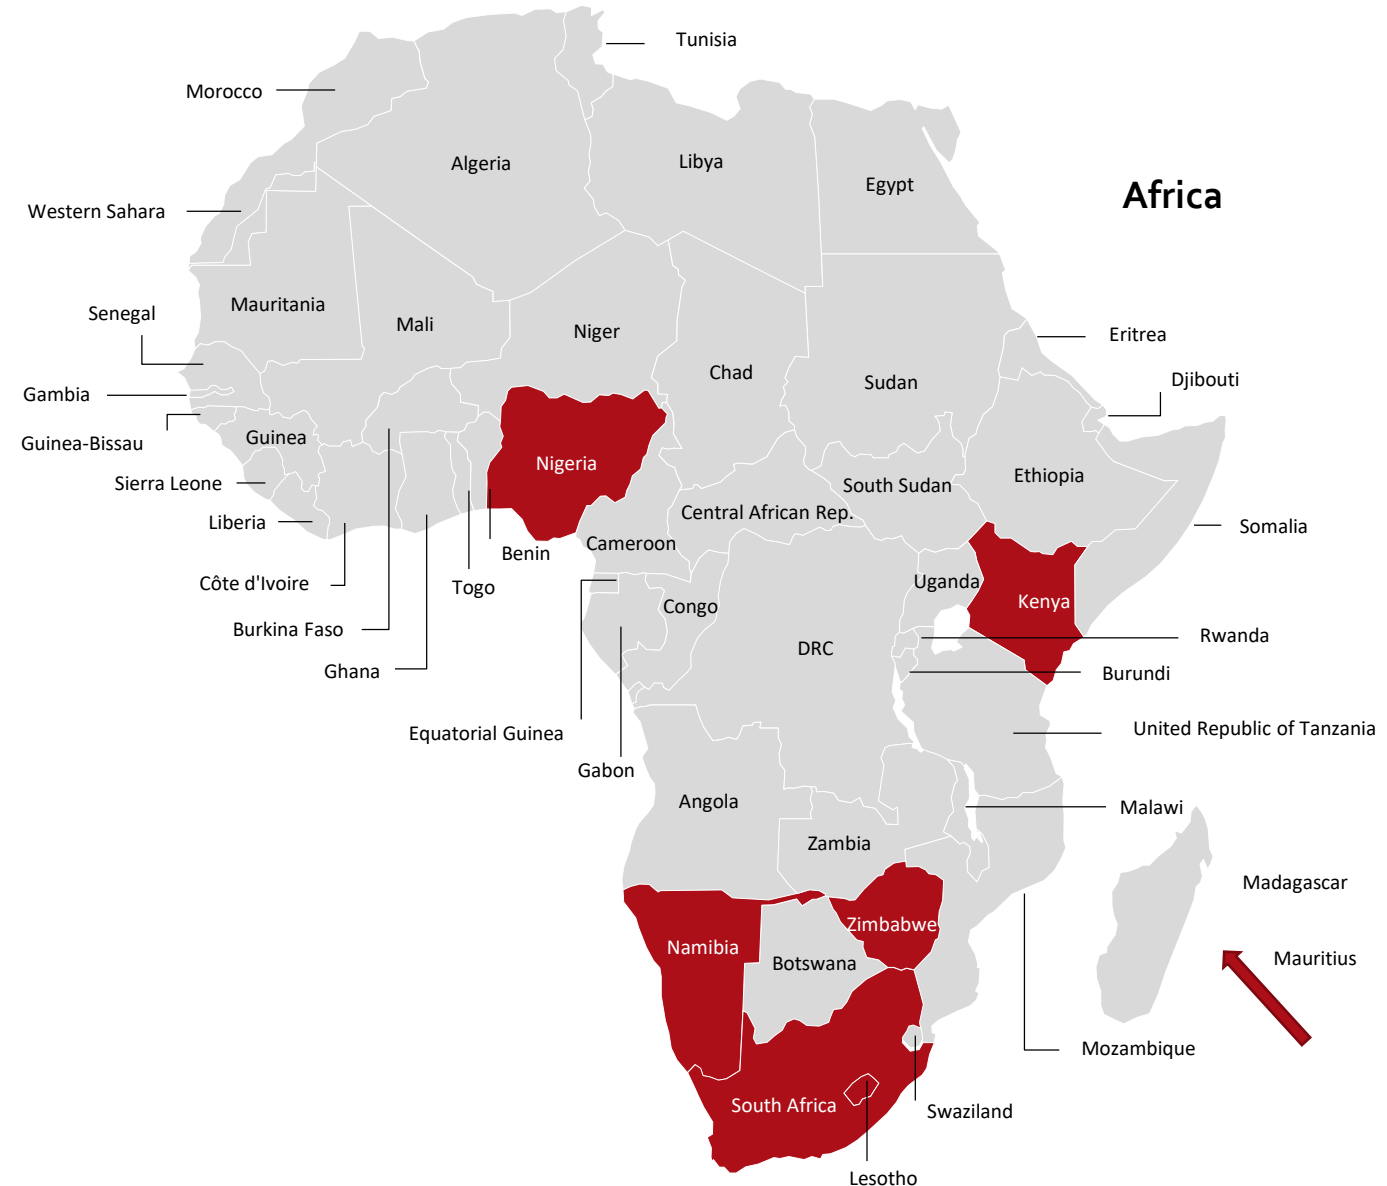 Tunisia
Morocco
Algeria
Libya
Egypt
Africa
Western Sahara
Mauritania
Senegal
Mali
Niger
Eritrea
Chad
Sudan
Djibouti
Gambia
Guinea-Bissau
Guinea
Nigeria
Ethiopia
Sierra Leone
South Sudan
Central African Rep.
Liberia
Somalia
Benin
Cameroon
Côte d'Ivoire
Togo
Uganda
Kenya
Congo
Burkina Faso
Rwanda
DRC
Ghana
Burundi
Equatorial Guinea
United Republic of Tanzania
Gabon
Angola
Malawi
Zambia
Madagascar
Zimbabwe
Namibia
Botswana
Mauritius
Mozambique
South Africa
Swaziland
Lesotho